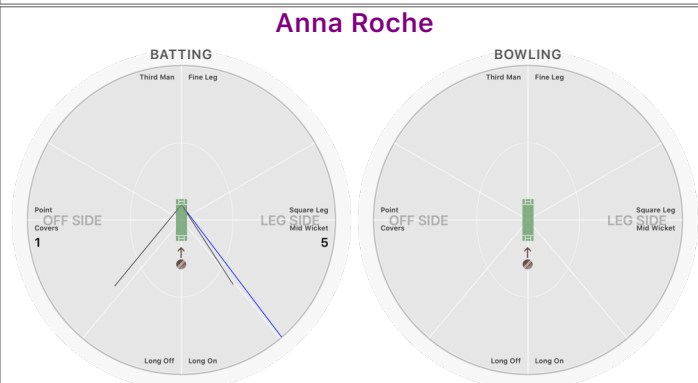 Anna Roche
BATTING
Third Man Fine Leg
Point
OFF SIDE
Covers
1
Square Leg
LEG SIDE
Mid Wicket
5
Long Off Long On
BOWLING
Third Man Fine Leg
Point
OFF SIDE
Covers
Square Leg
LEG SIDE
Mid Wicket
Long Off Long On